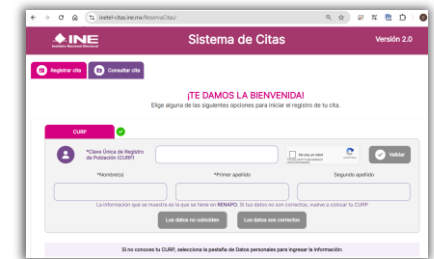 inetel-citas.ine.mx/ReservaCitas/
INE
Instituto Nacional Electoral
Sistema de Citas
Versión 2.0
Registrar cita
Consultar cita
¡TE DAMOS LA BIENVENIDA!
Elige alguna de las siguientes opciones para iniciar el registro de tu cita.
CURP
*Clave Única de Registro
de Población (CURP)
No soy un robot
Validar
*Nombre(s)
*Primer apellido
Segundo apellido
La información que se muestra es la que se tiene en RENAPO. Si tus datos no son correctos, vuelve a colocar tu CURP
Los datos no coinciden
Los datos son correctos
Si no conoces tu CURP, selecciona la pestaña de Datos personales para ingresar la información.